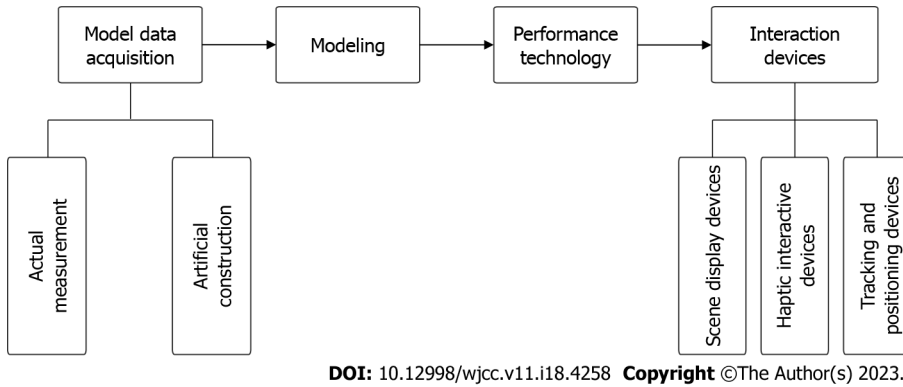 Model data
acquisition
Modeling
Performance
technology
Interaction
devices
Actual
measurement
Artificial
construction
Scene display devices
Haptic interactive
devices
Tracking and
positioning devices
DOI: 10.12998/wjcc.v11.i18.4258 Copyright ©The Author(s) 2023.